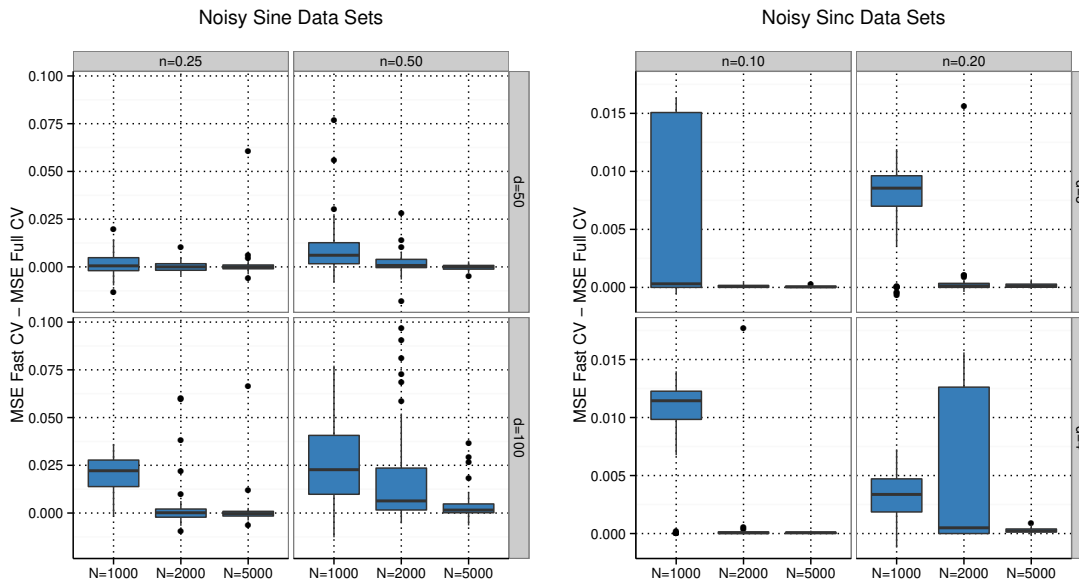 Noisy Sine Data Sets
n=0.25
n=0.50
MSE Fast CV − MSE Full CV
0.100
0.075
0.050
0.025
0.000
d=50
0.100
0.075
0.050
0.025
0.000
d=100
N=1000
N=2000
N=5000
N=1000
N=2000
N=5000
Noisy Sinc Data Sets
n=0.10
n=0.20
MSE Fast CV − MSE Full CV
0.015
0.010
0.005
0.000
0.015
0.010
0.005
0.000
N=1000
N=2000
N=5000
N=1000
N=2000
N=5000